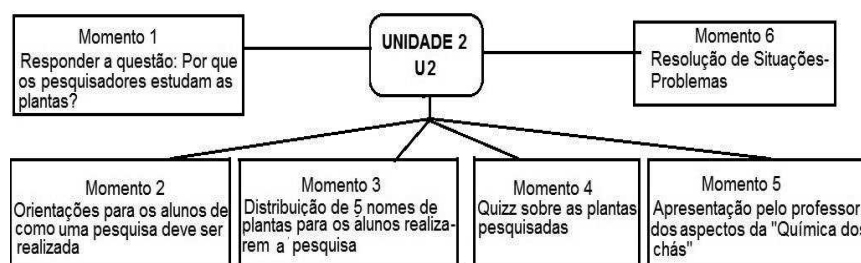 Momento 1
Responder a questão: Por que
os pesquisadores estudam as
plantas?
UNIDADE 2
U2
Momento 6
Resolução de Situações-
Problemas
Momento 2
Orientações para os alunos de
como uma pesquisa deve ser
realizada
Momento 3
Distribuição de 5 nomes de
plantas para os álunos realiza-
rem a pesquisa
Momento 4
Quizz sobre as plantas
pesquisadas
Momento 5
Apresentação pelo professor
dos aspectos da "Química dos
chás"